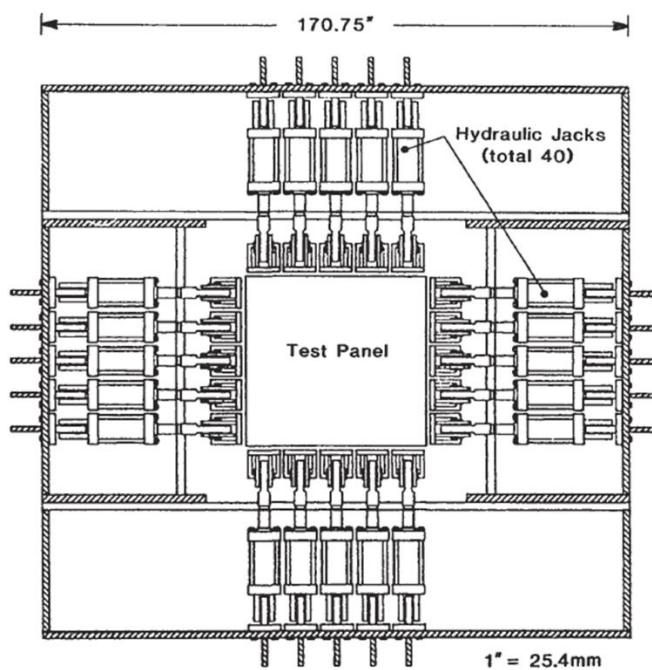 170.75"
Hydraulic Jacks
(total 40)
Test Panel
1" = 25.4mm